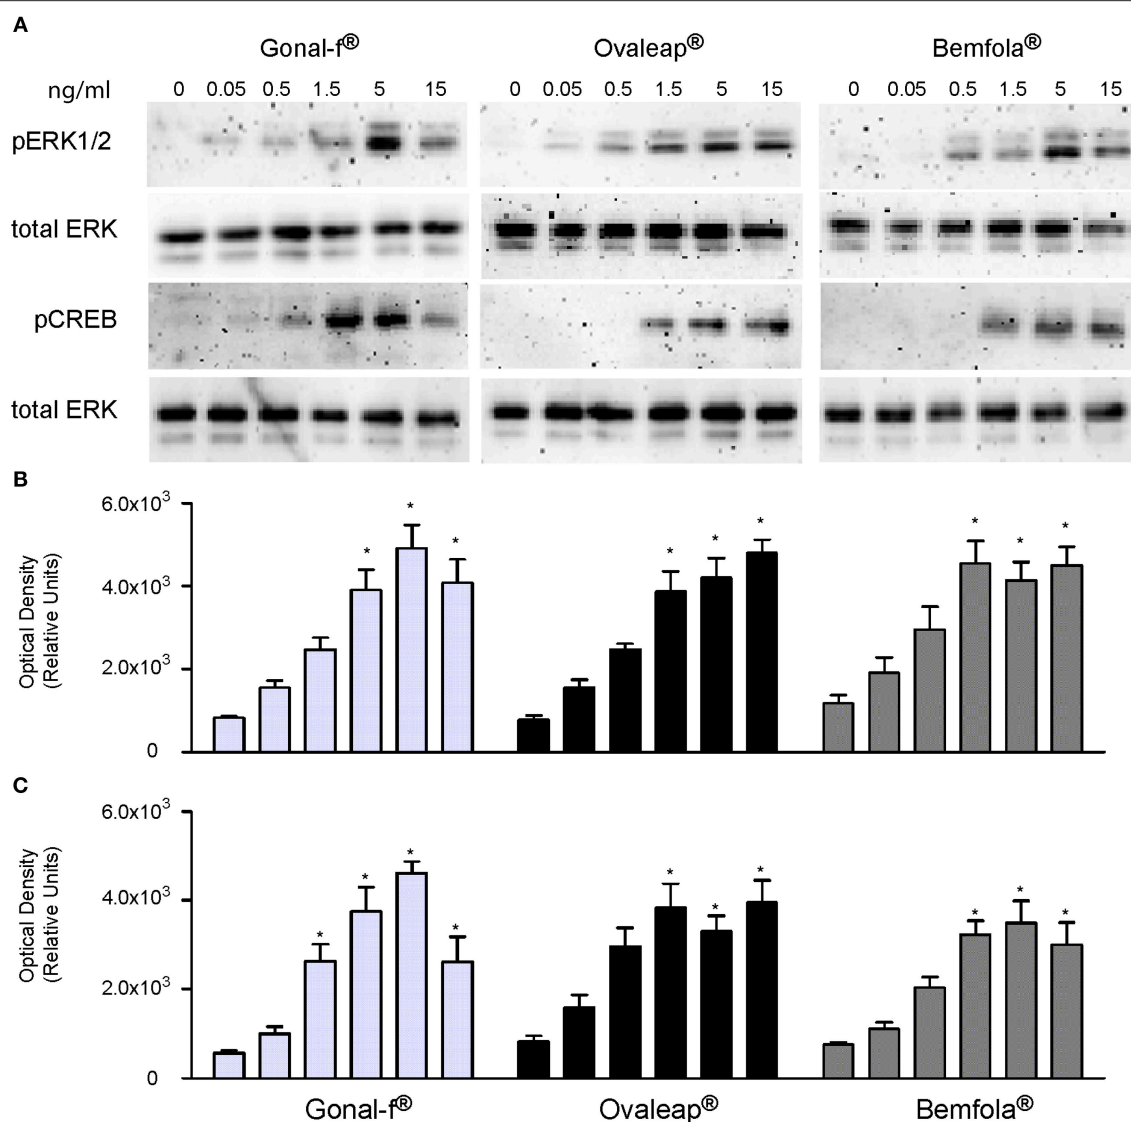 A
Gonal-f® Ovaleap® Bemfola®
ng/ml 0 0.05 0.5 1.5 5 15 0 0.05 0.5 1.5 5 15 0 0.05 0.5 1.5 5 15
pERK1/2
total ERK
pCREB
total ERK
B
6.0x10³
4.0x10³
2.0x10³
0
Optical Density
(Relative Units)
* * * * * * * * *
C
6.0x10³
4.0x10³
2.0x10³
0
Optical Density
(Relative Units)
* * * * * * * * * *
Gonal-f® Ovaleap® Bemfola®